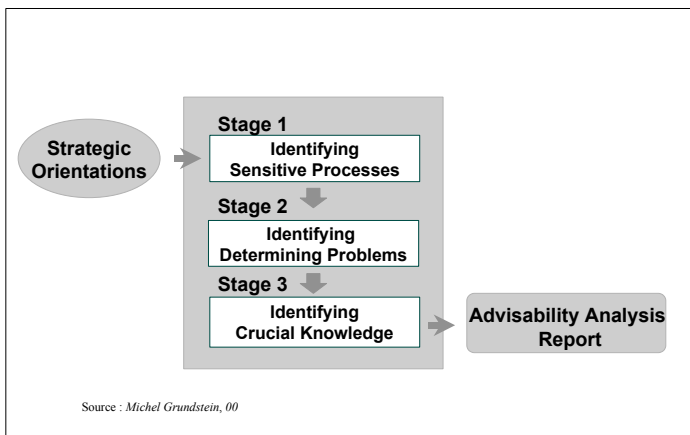 Strategic
Orientations
Stage 1
Identifying
Sensitive Processes
Stage 2
Identifying
Determining Problems
Stage 3
Identifying
Crucial Knowledge
Advisability Analysis
Report
Source : Michel Grundstein, 00